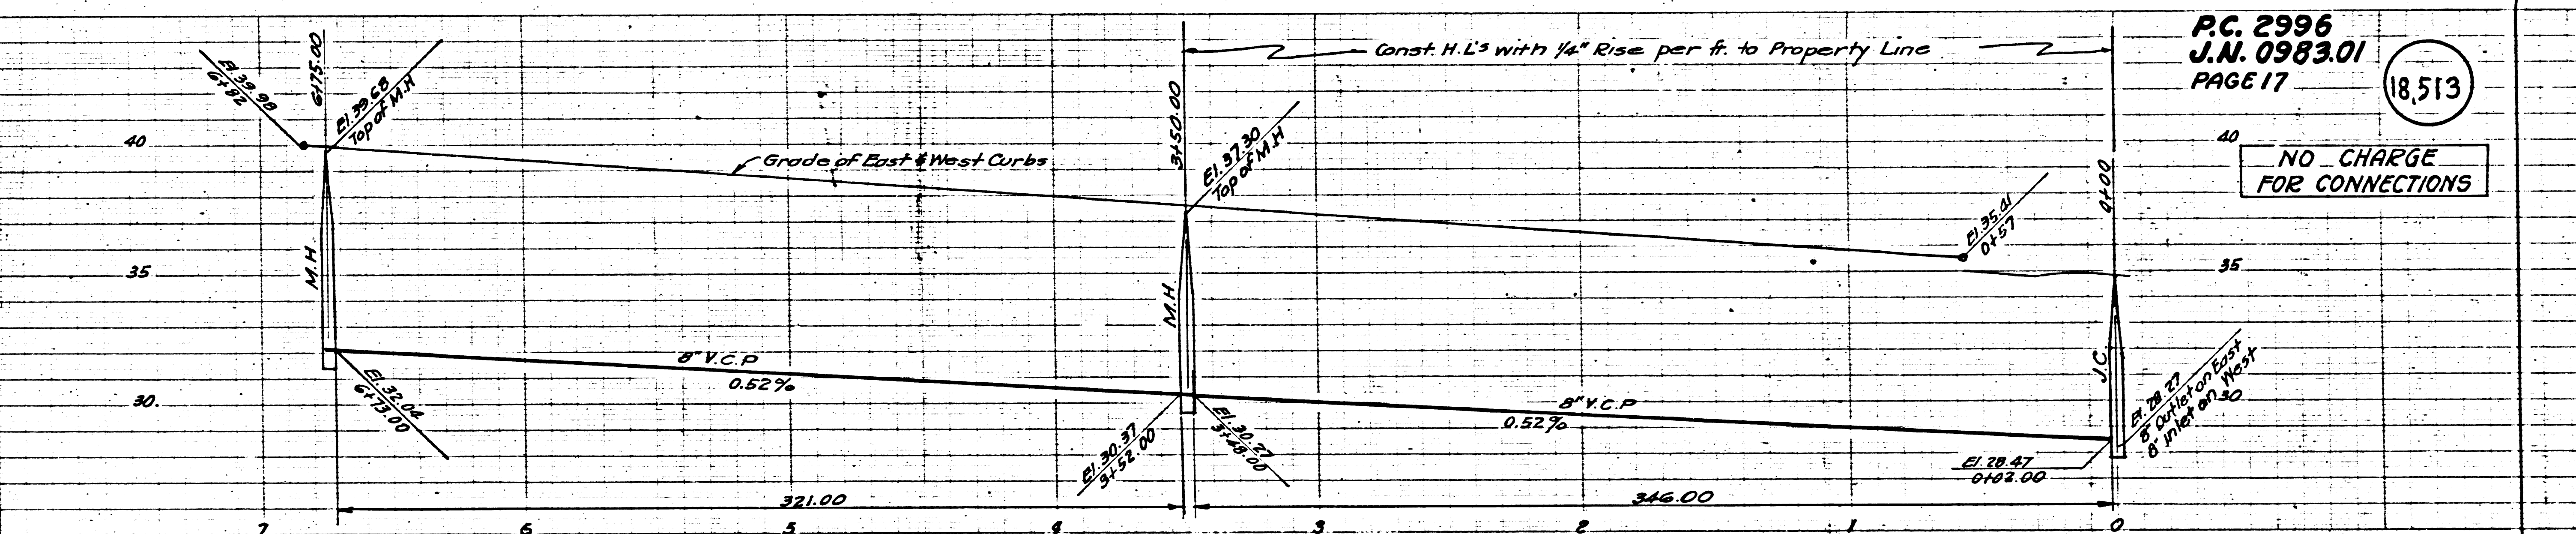 P.C. 2996
J.N. 0983.01
PAGE 17
18,513
NO CHARGE
FOR CONNECTIONS
Const. H.L's with 1/4" Rise per ft. to Property Line
El. 39.98
6+82
6+75.00
El. 39.68
Top of M.H
3+50.00
El. 37.30
Top of M.H
0+00
El. 35.41
0+57
Grade of East & West Curbs
40
40
35
35
30.
30
M.H.
M.H
J.C.
8" V.C.P
0.52%
8" V.C.P
0.52%
El. 32.04
6+73.00
El. 30.37
3+52.00
El. 30.27
3+48.00
El. 28.47
0+02.00
El. 28.27
8" Outlet on East
8" Inlet on West
321.00
346.00
7 6 5 4 3 2 1 0